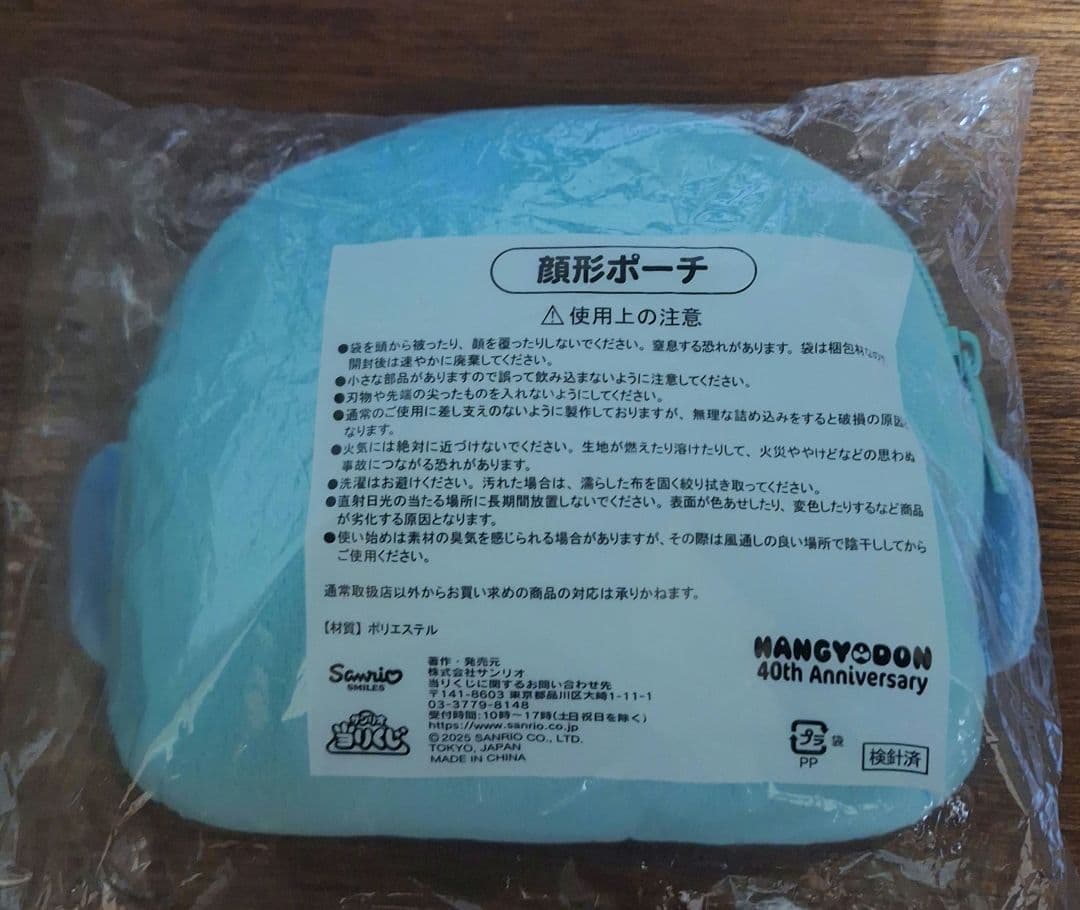 顔形ポーチ
⚠使用上の注意
●袋を頭から被ったり、顔を覆ったりしないでください。窒息する恐れがあります。袋は梱包材なので
開封後は速やかに廃棄してください。
●小さな部品がありますので誤って飲み込まないように注意してください。
●刃物や先端の尖ったものを入れないようにしてください。
●通常のご使用に差し支えのないように製作しておりますが、無理な詰め込みをすると破損の原因
なります。
●火気には絶対に近づけないでください。生地が燃えたり溶けたりして、火災ややけどなどの思わぬ
事故につながる恐れがあります。
●洗濯はお避けください。汚れた場合は、濡らした布を固く絞り拭き取ってください。
●直射日光の当たる場所に長期間放置しないでください。表面が色あせしたり、変色したりするなど商品
が劣化する原因となります。
●使い始めは素材の臭気を感じられる場合がありますが、その際は風通しの良い場所で陰干ししてから
ご使用ください。
通常取扱店以外からお買い求めの商品の対応は承りかねます。
【材質】ポリエステル
Sanrio
SMILES
サンリオ
当りくじ
著作・発売元
株式会社サンリオ
当りくじに関するお問い合わせ先
〒141-8603 東京都品川区大崎1-11-1
03-3779-8148
受付時間:10時~17時(土日祝日を除く)
https://www.sanrio.co.jp
© 2025 SANRIO CO., LTD.
TOKYO, JAPAN
MADE IN CHINA
HANGYODON
40th Anniversary
プラ 袋
PP
検針済